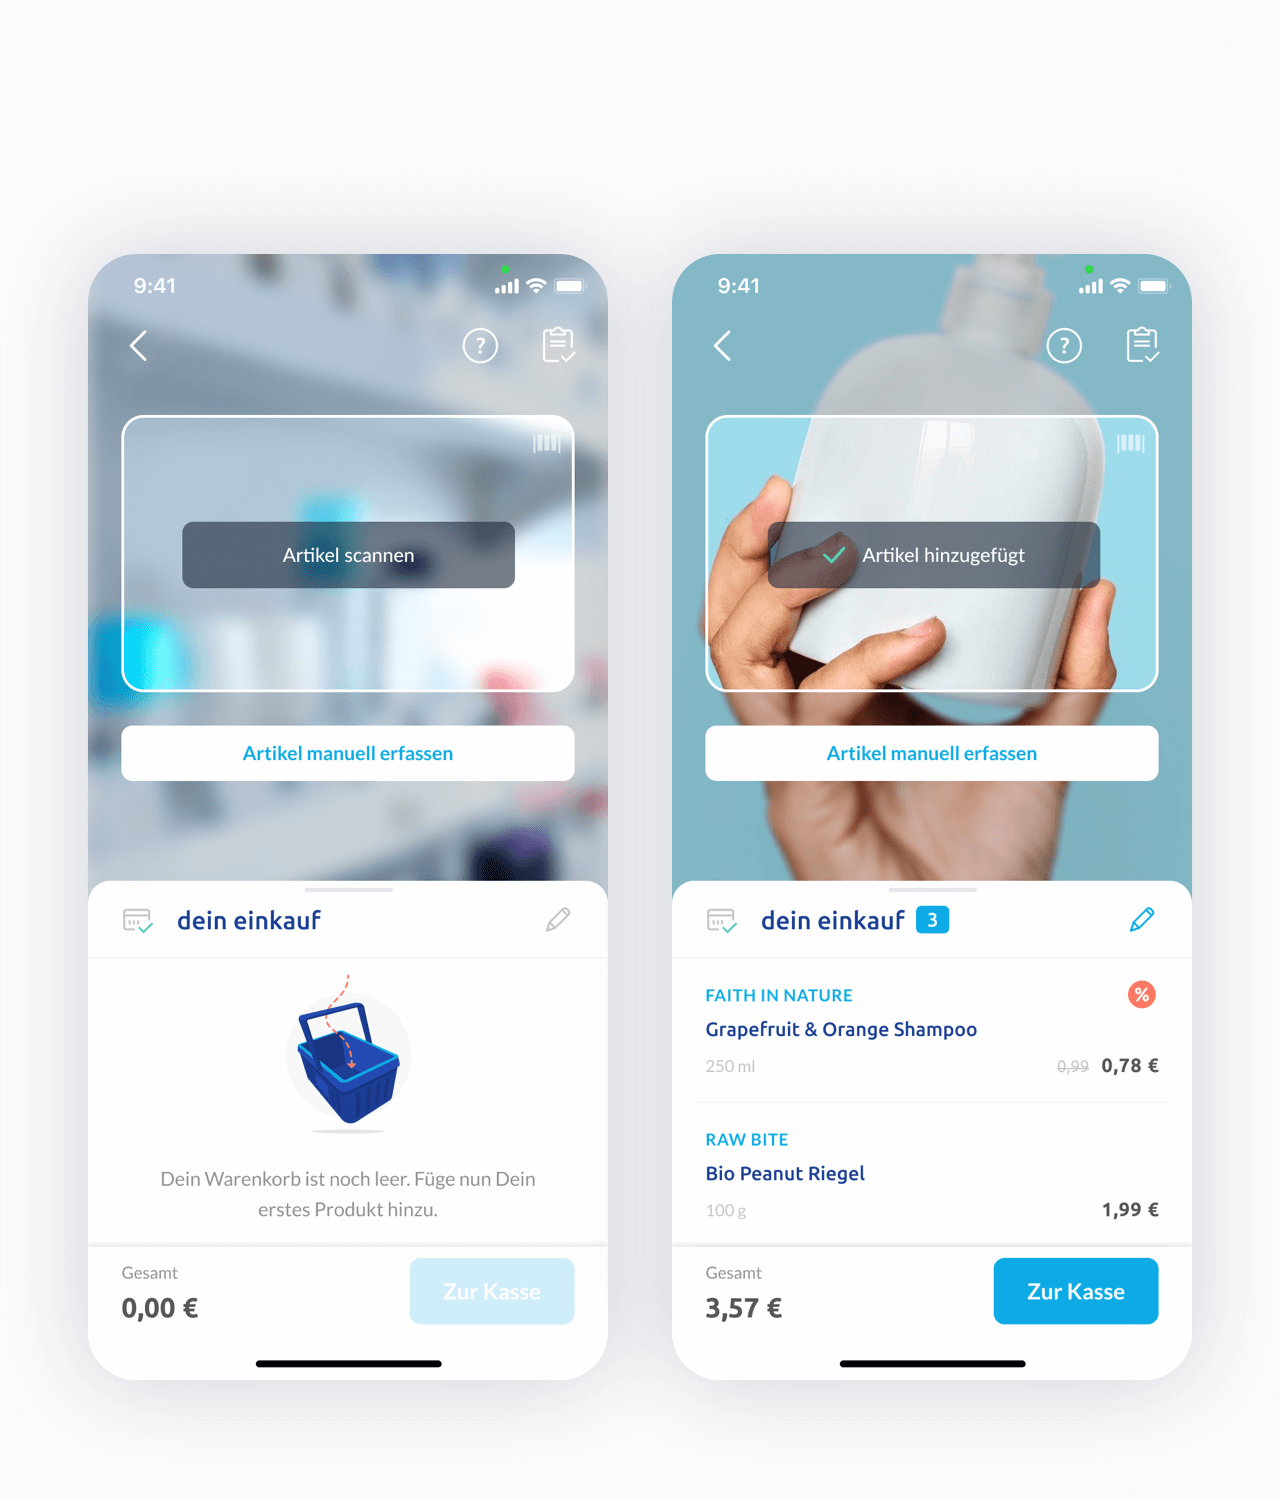 9:41
?
Artikel scannen
Artikel manuell erfassen
dein einkauf
Dein Warenkorb ist noch leer. Füge nun Dein
erstes Produkt hinzu.
Gesamt
0,00 €
Zur Kasse
9:41
?
Artikel hinzugefügt
Artikel manuell erfassen
dein einkauf 3
FAITH IN NATURE %
Grapefruit & Orange Shampoo
250 ml 0,99 0,78 €
RAW BITE
Bio Peanut Riegel
100 g 1,99 €
Gesamt
3,57 €
Zur Kasse